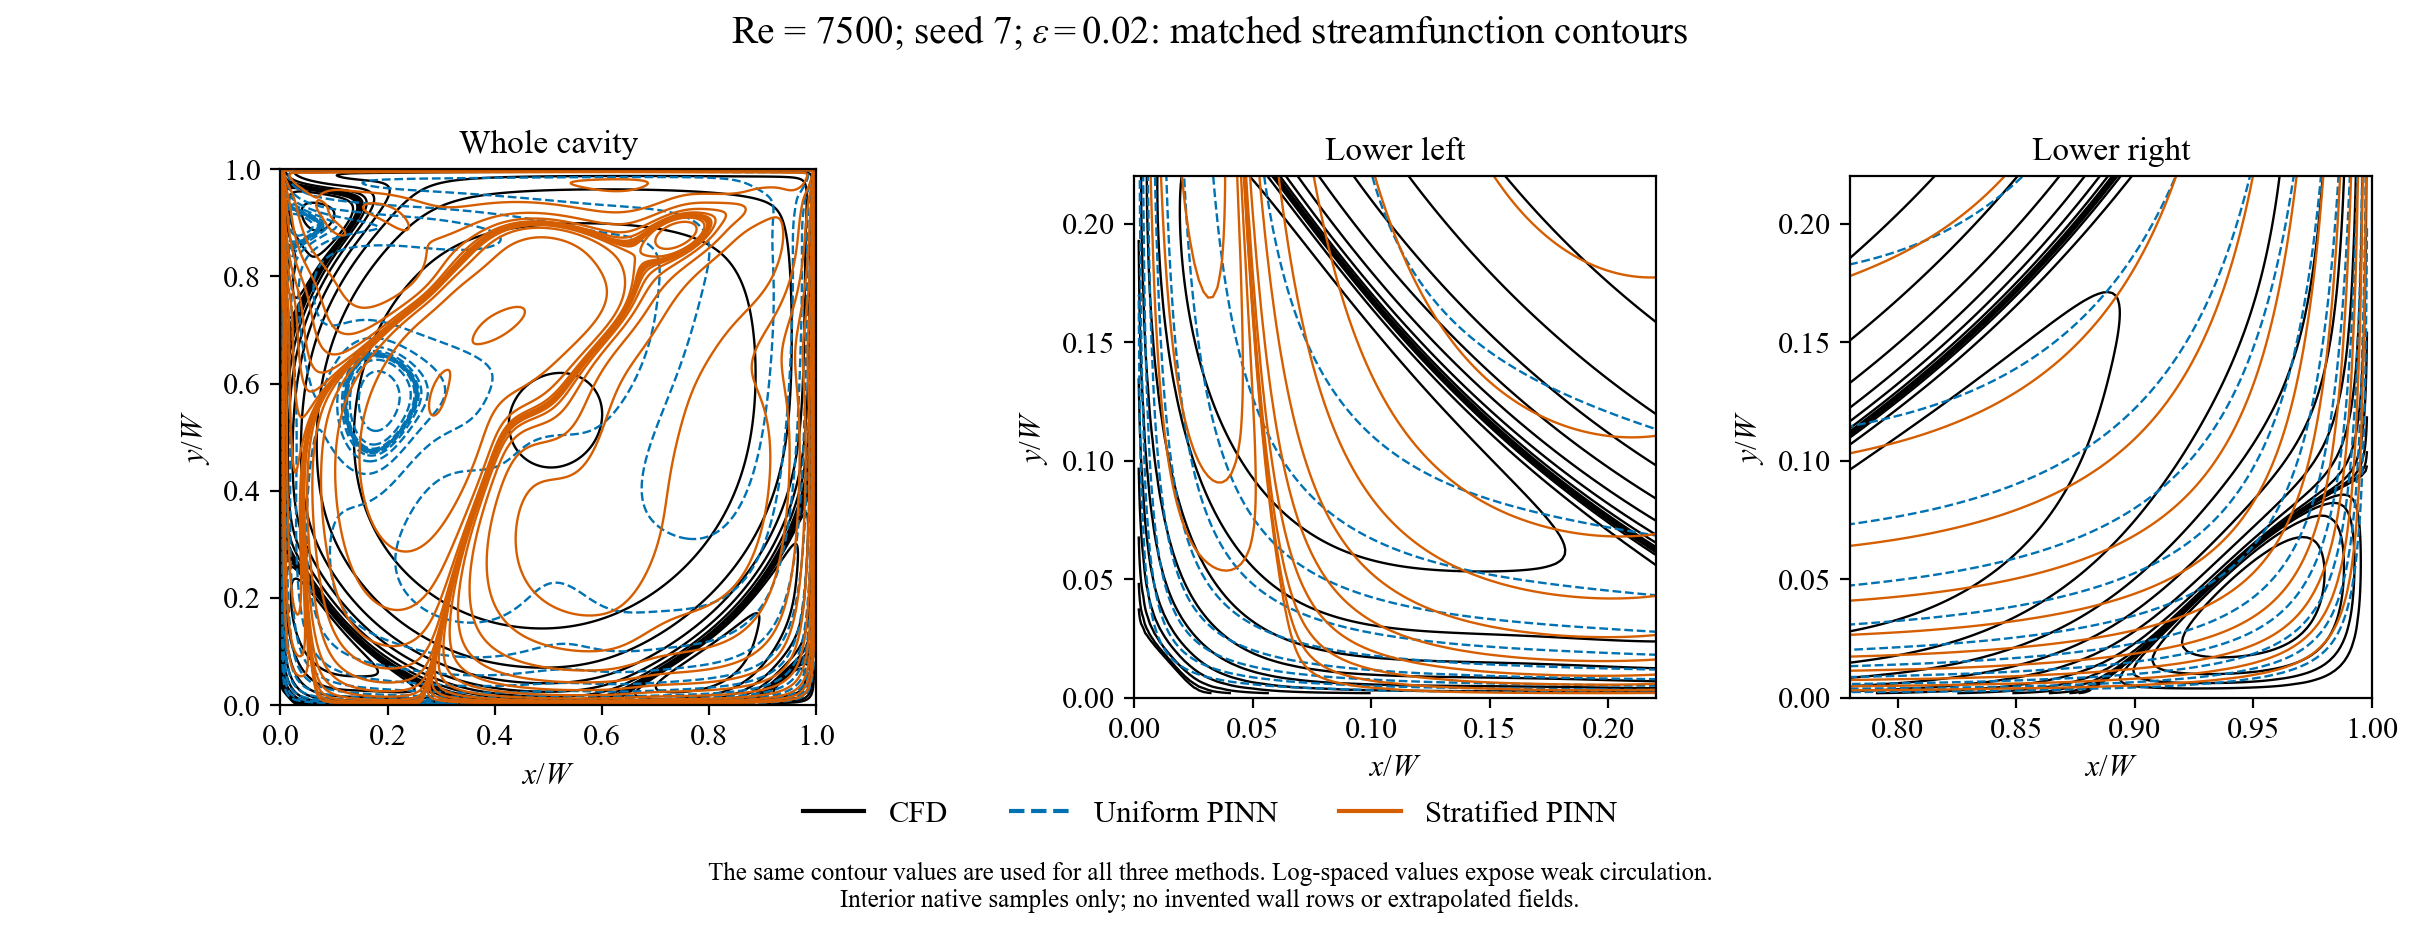 Re = 7500; seed 7; ε = 0.02: matched streamfunction contours
Whole cavity
1.0
0.8
0.6
0.4
0.2
0.0
y/W
0.0 0.2 0.4 0.6 0.8 1.0
x/W
Lower left
0.20
0.15
0.10
0.05
0.00
y/W
0.00 0.05 0.10 0.15 0.20
x/W
Lower right
0.20
0.15
0.10
0.05
0.00
y/W
0.80 0.85 0.90 0.95 1.00
x/W
CFD Uniform PINN Stratified PINN
The same contour values are used for all three methods. Log-spaced values expose weak circulation.
Interior native samples only; no invented wall rows or extrapolated fields.